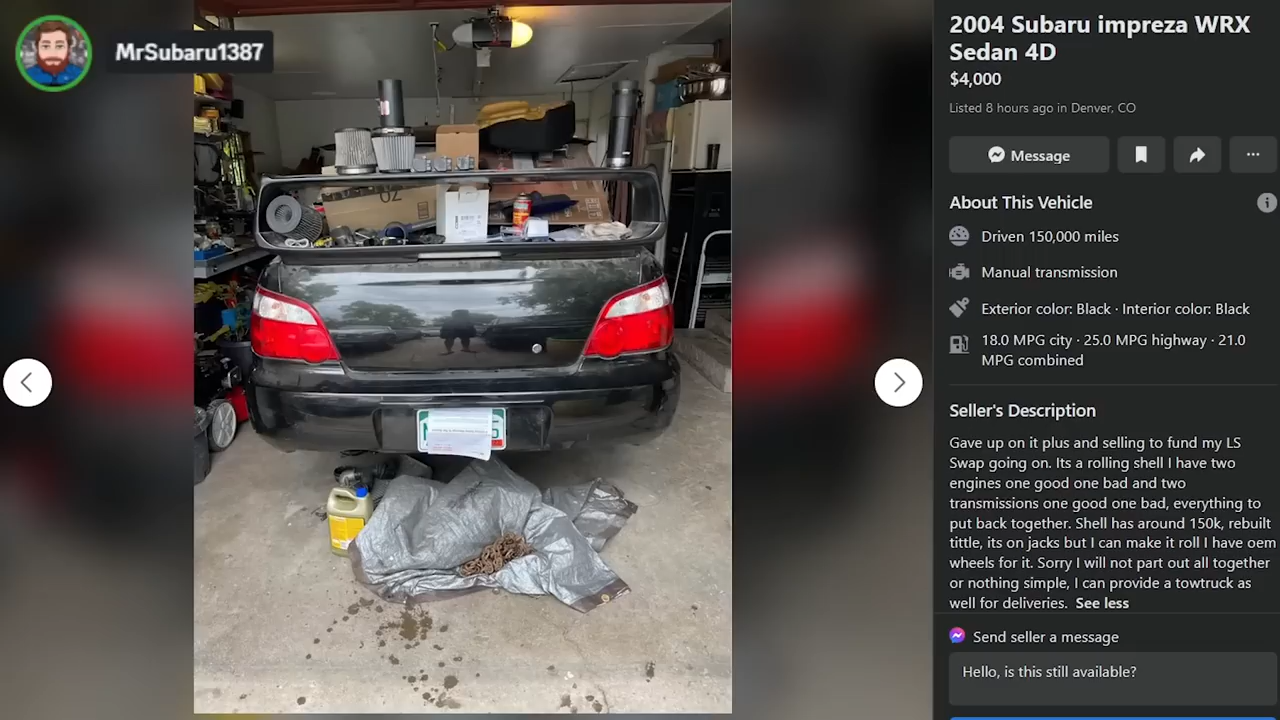 MrSubaru1387
2004 Subaru impreza WRX
Sedan 4D
$4,000
Listed 8 hours ago in Denver, CO
Message
About This Vehicle
Driven 150,000 miles
Manual transmission
Exterior color: Black · Interior color: Black
18.0 MPG city · 25.0 MPG highway · 21.0
MPG combined
Seller's Description
Gave up on it plus and selling to fund my LS
Swap going on. Its a rolling shell I have two
engines one good one bad and two
transmissions one good one bad, everything to
put back together. Shell has around 150k, rebuilt
tittle, its on jacks but I can make it roll I have oem
wheels for it. Sorry I will not part out all together
or nothing simple, I can provide a towtruck as
well for deliveries. See less
Send seller a message
Hello, is this still available?